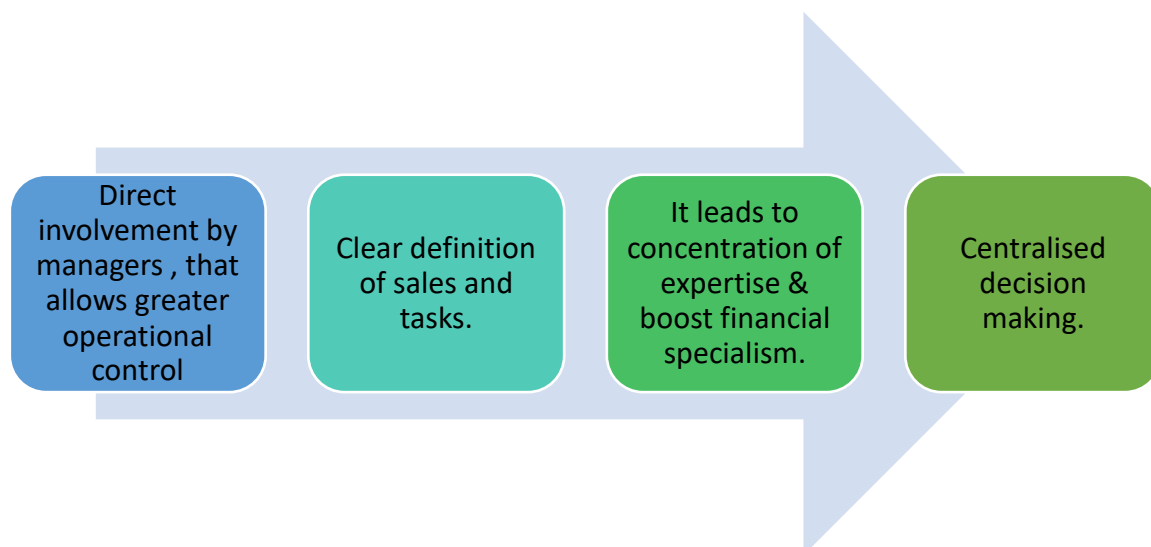 Direct
involvement by
managers , that
allows greater
operational
control
Clear definition
of sales and
tasks.
It leads to
concentration of
expertise &
boost financial
specialism.
Centralised
decision
making.